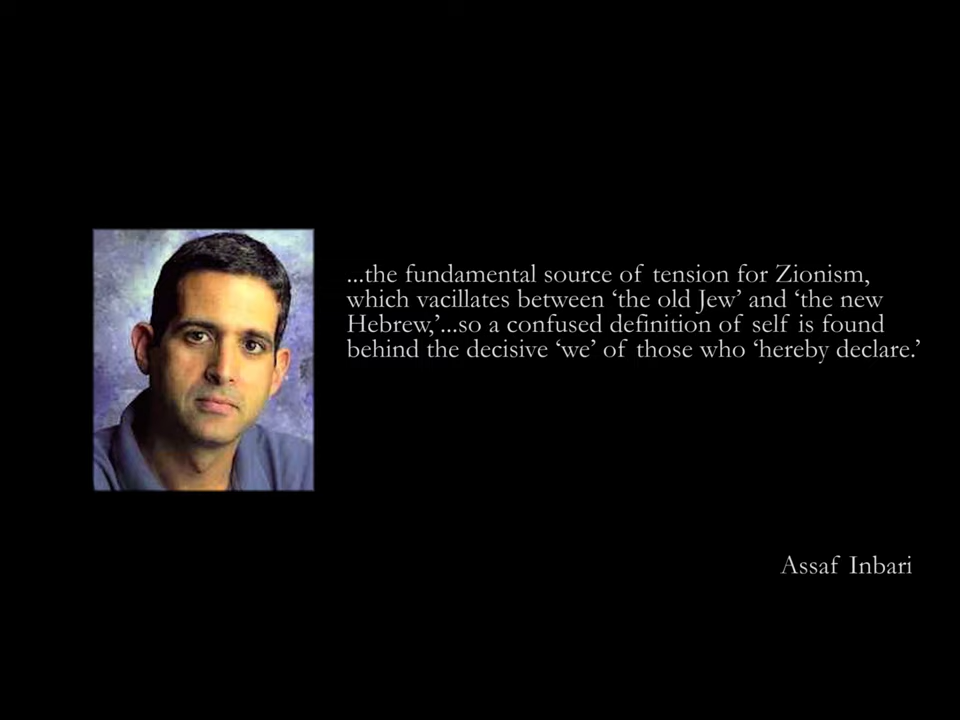 ...the fundamental source of tension for Zionism,
which vacillates between ‘the old Jew’ and ‘the new
Hebrew,’...so a confused definition of self is found
behind the decisive ‘we’ of those who ‘hereby declare.’
Assaf Inbari